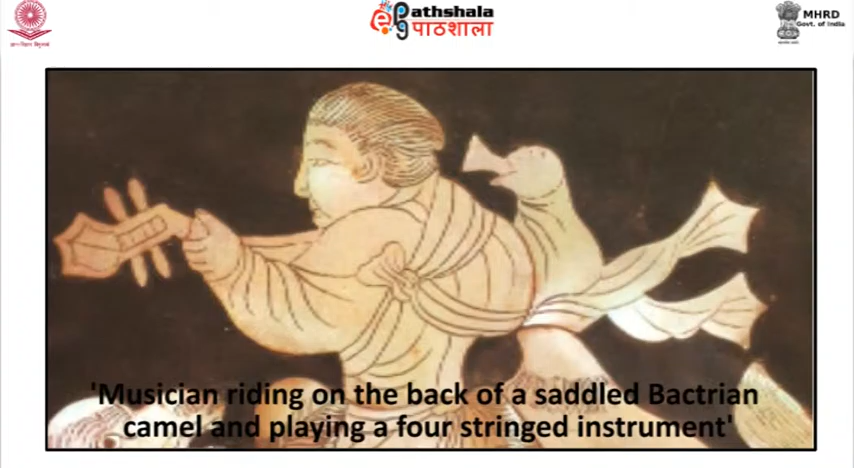 ePathshala
पाठशाला
MHRD
Govt. of India
'Musician riding on the back of a saddled Bactrian
camel and playing a four stringed instrument'